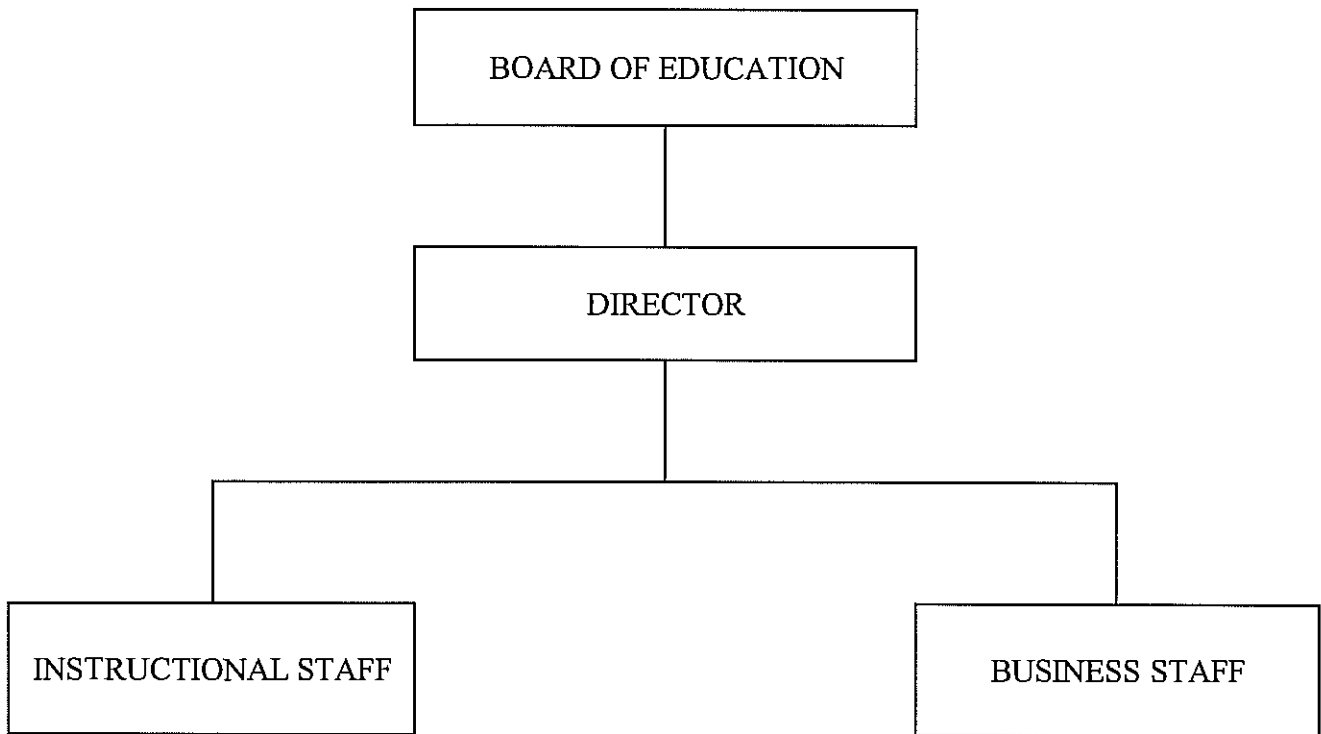 BOARD OF EDUCATION
DIRECTOR
INSTRUCTIONAL STAFF
BUSINESS STAFF